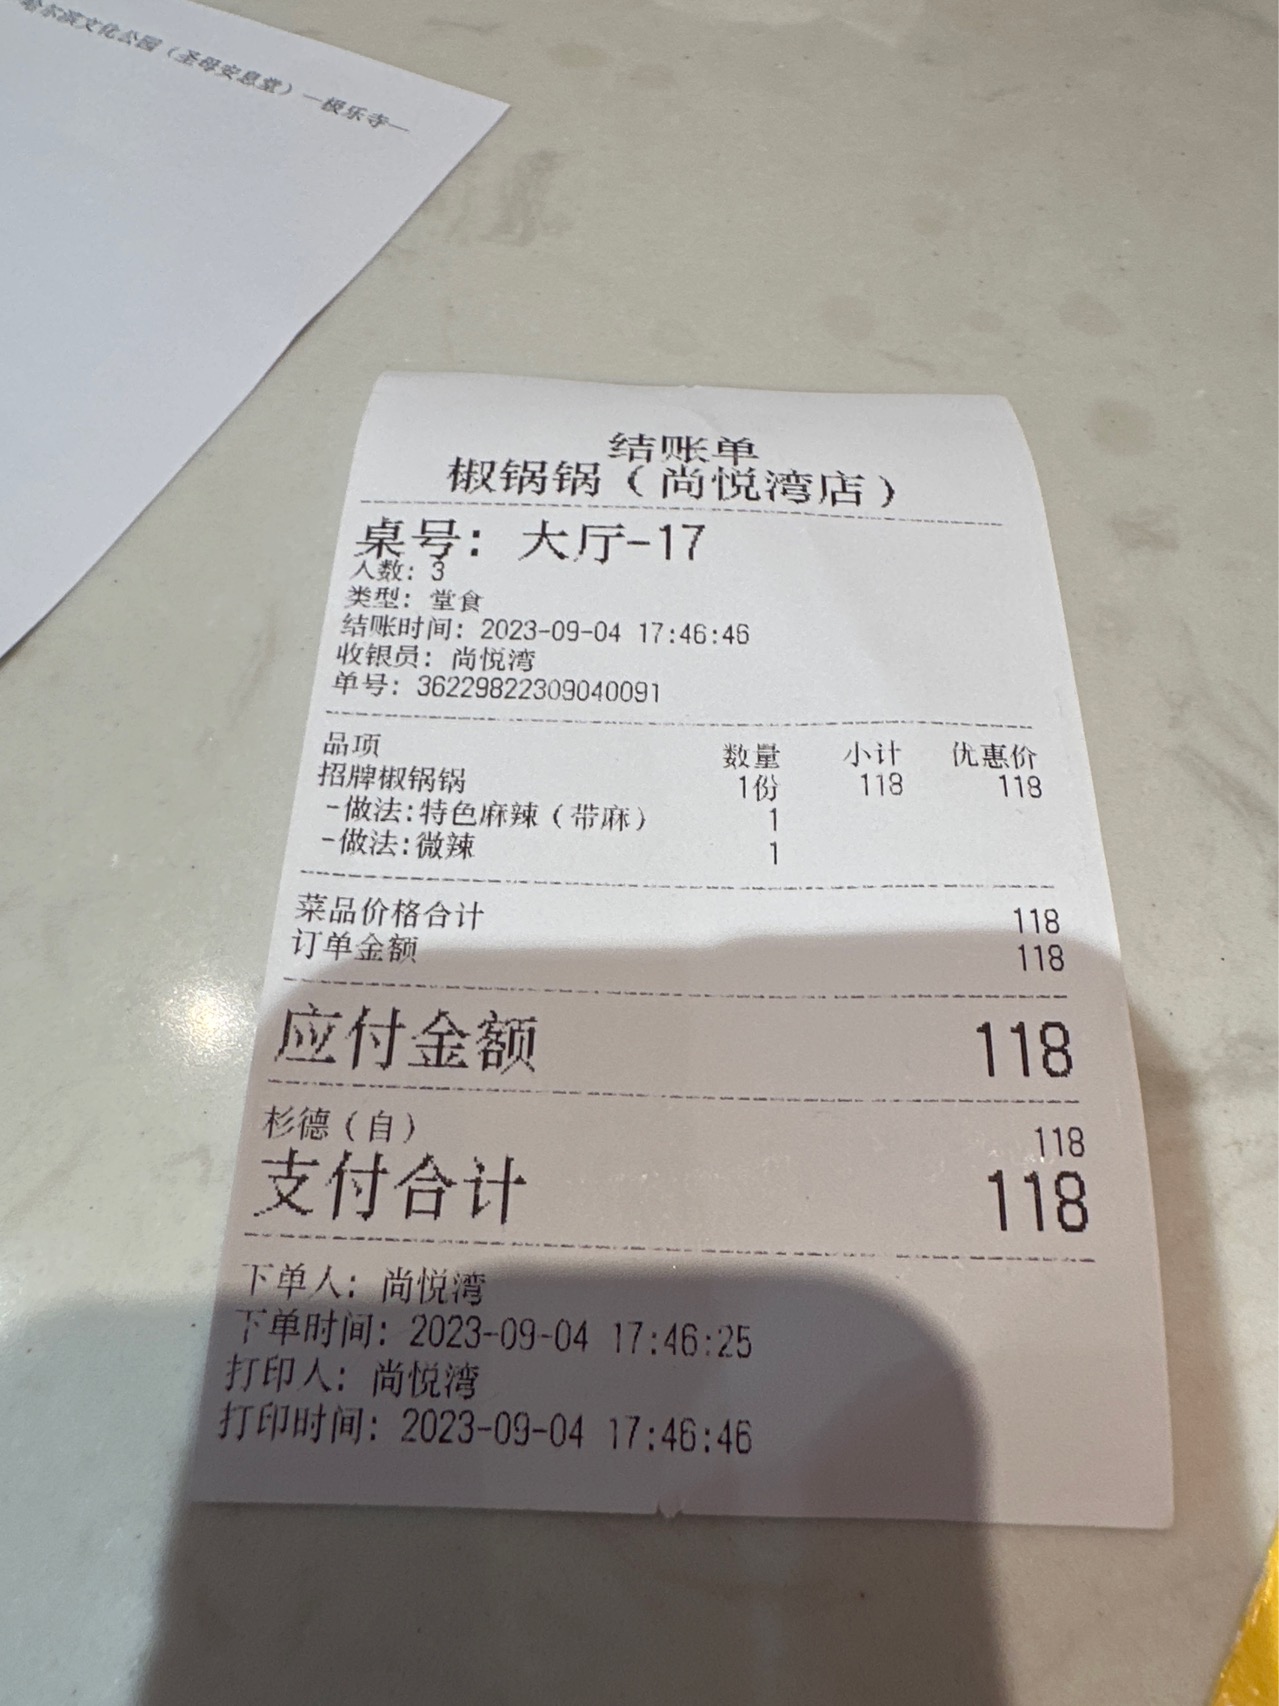 哈尔滨文化公园（圣母安息堂）—极乐寺—
结账单
椒锅锅（尚悦湾店）
桌号：大厅-17
人数：3
类型：堂食
结账时间：2023-09-04 17:46:46
收银员：尚悦湾
单号：36229822309040091
品项 数量 小计 优惠价
招牌椒锅锅 1份 118 118
-做法:特色麻辣（带麻） 1
-做法:微辣 1
菜品价格合计 118
订单金额 118
应付金额 118
杉德（自） 118
支付合计 118
下单人：尚悦湾
下单时间：2023-09-04 17:46:25
打印人：尚悦湾
打印时间：2023-09-04 17:46:46